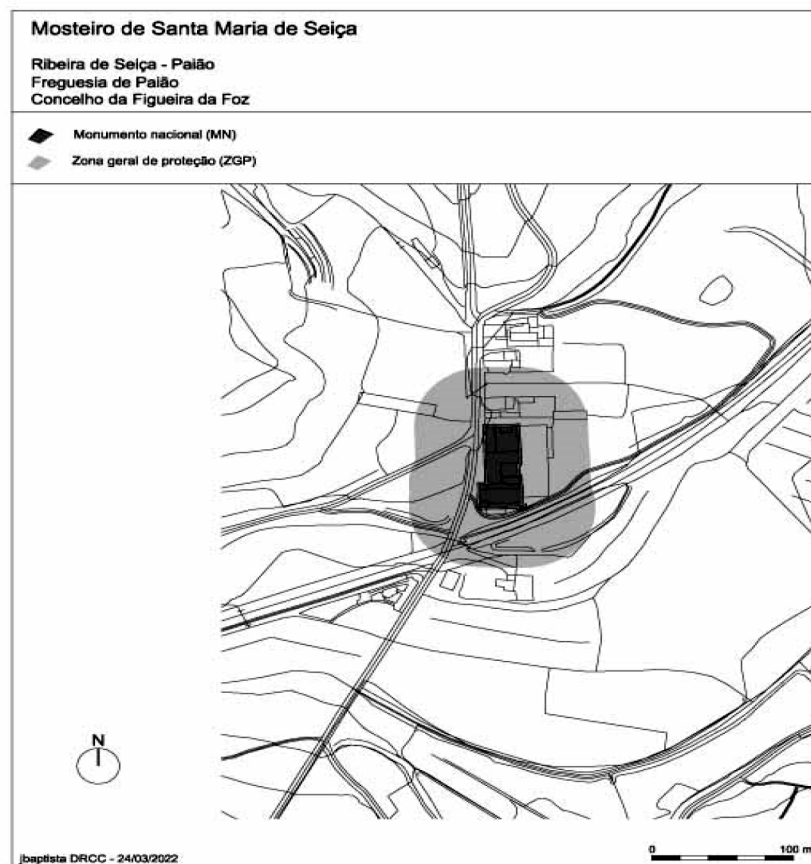 Mosteiro de Santa Maria de Seiça
Ribeira de Seiça - Paião
Freguesia de Paião
Concelho da Figueira da Foz
Monumento nacional (MN)
Zona geral de proteção (ZGP)
N
jbaptista DRCC - 24/03/2022
0 100 m